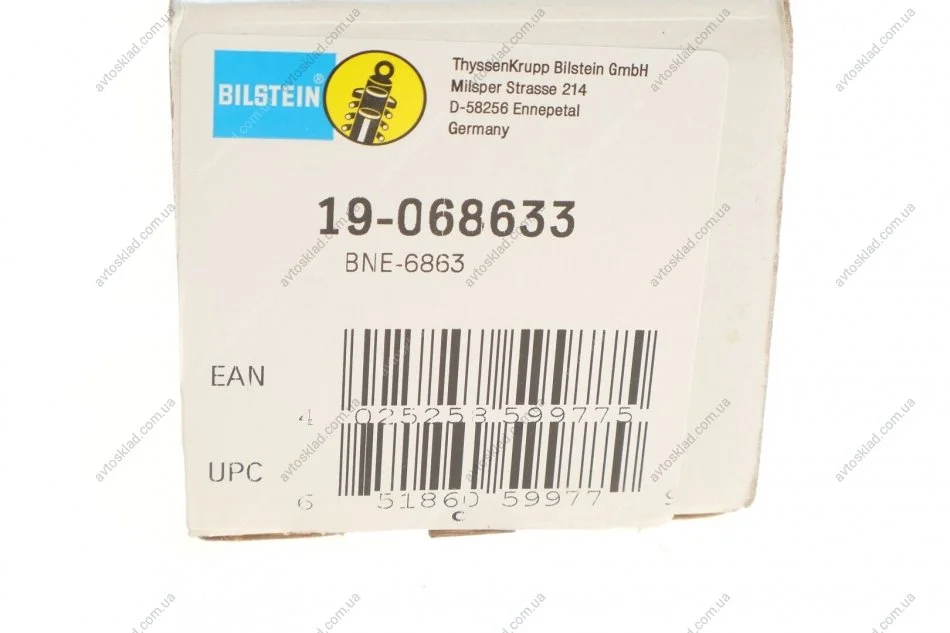 BILSTEIN®
ThyssenKrupp Bilstein GmbH
Milsper Strasse 214
D-58256 Ennepetal
Germany
19-068633
BNE-6863
EAN
4 025258 599775
UPC
6 51860 59977 9
C
avtosklad.com.ua